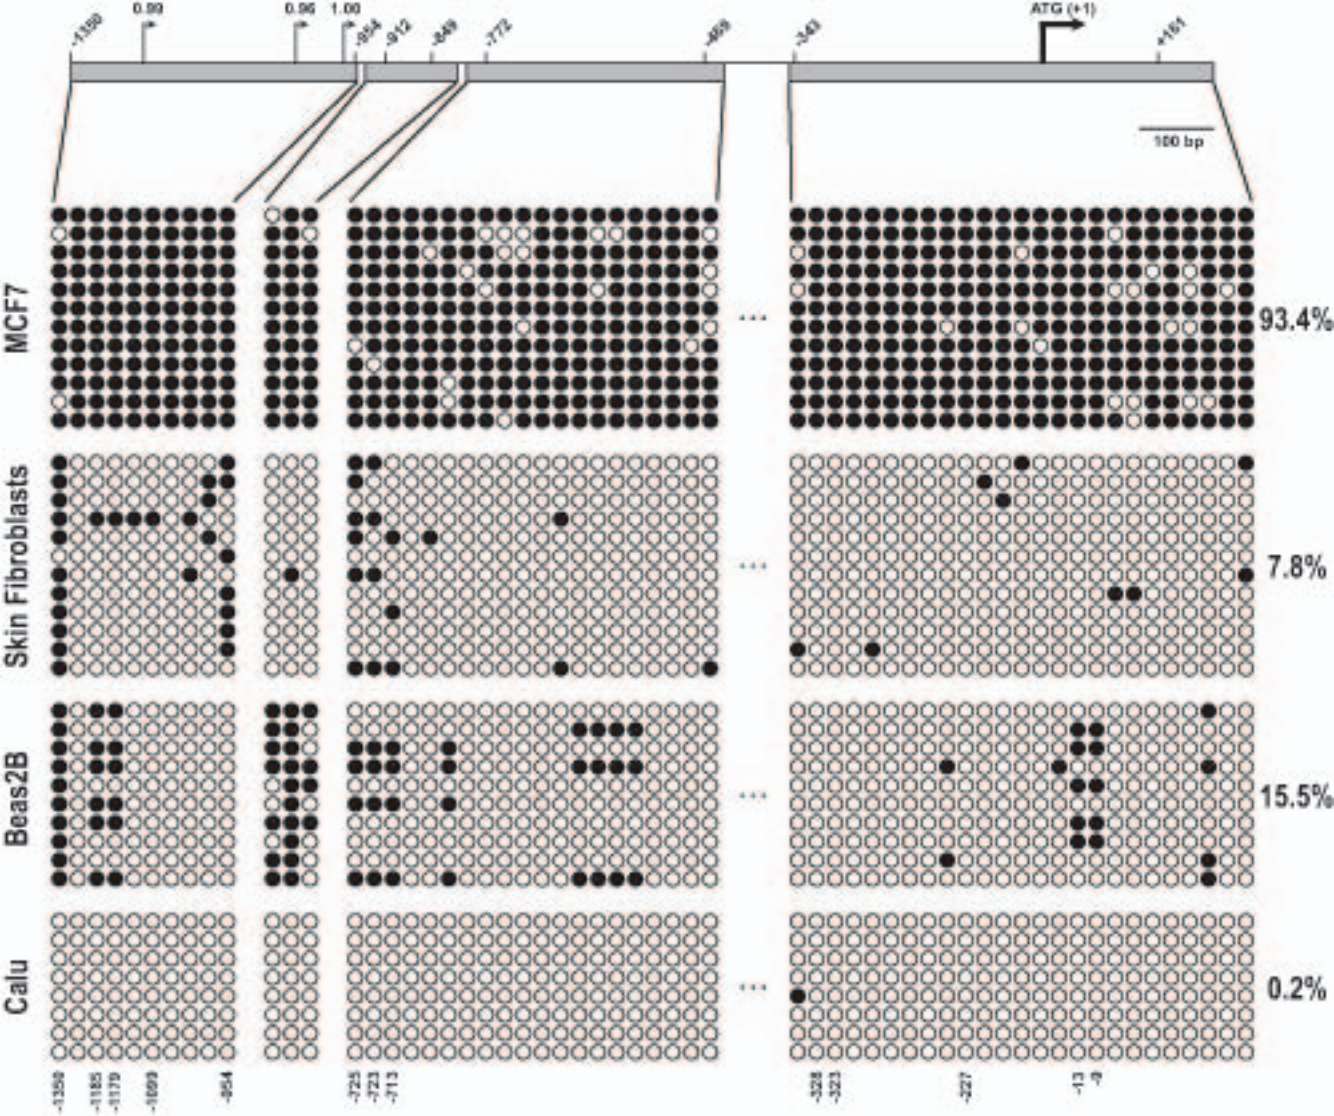 0.99 0.96 1.00 ATG (+1)
-1350 -954 -912 -849 -772 -469 -343 +151
100 bp
MCF7
93.4%
Skin Fibroblasts
7.8%
Beas2B
15.5%
Calu
0.2%
-1350 -1185 -1179 -1099 -954 -725 -723 -713 -328 -323 -227 -13 -9